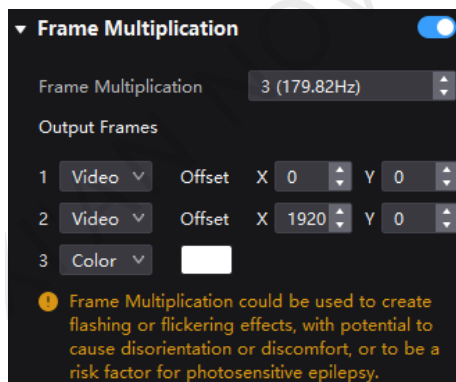 Frame Multiplication
Frame Multiplication 3 (179.82Hz)
Output Frames
1 Video Offset X 0 Y 0
2 Video Offset X 1920 Y 0
3 Color
Frame Multiplication could be used to create
flashing or flickering effects, with potential to
cause disorientation or discomfort, or to be a
risk factor for photosensitive epilepsy.